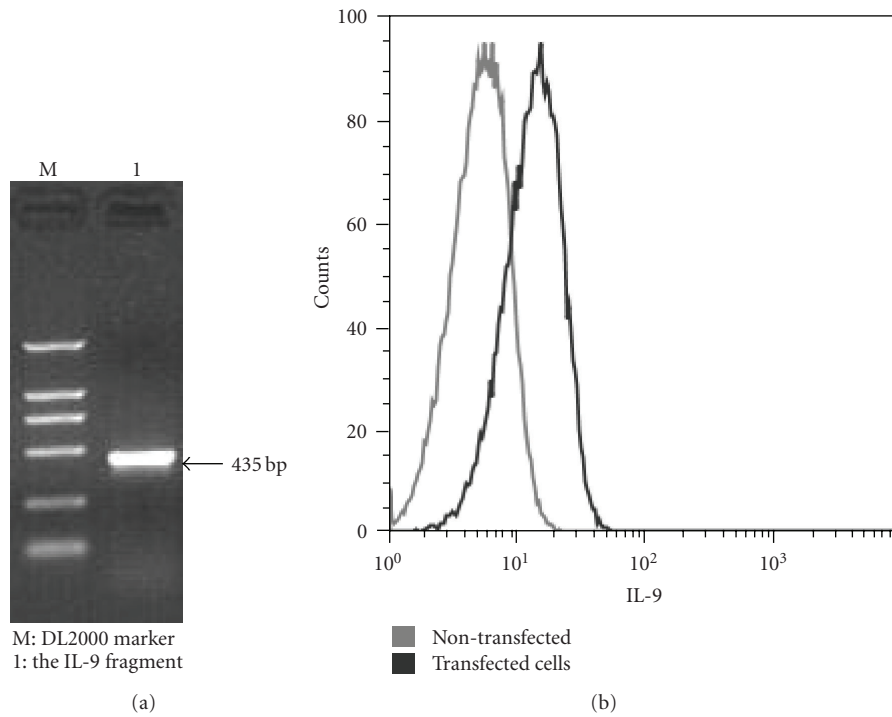 M 1
435 bp
M: DL2000 marker
1: the IL-9 fragment
(a)
100
80
60
40
20
0
Counts
10⁰ 10¹ 10² 10³
IL-9
Non-transfected
Transfected cells
(b)